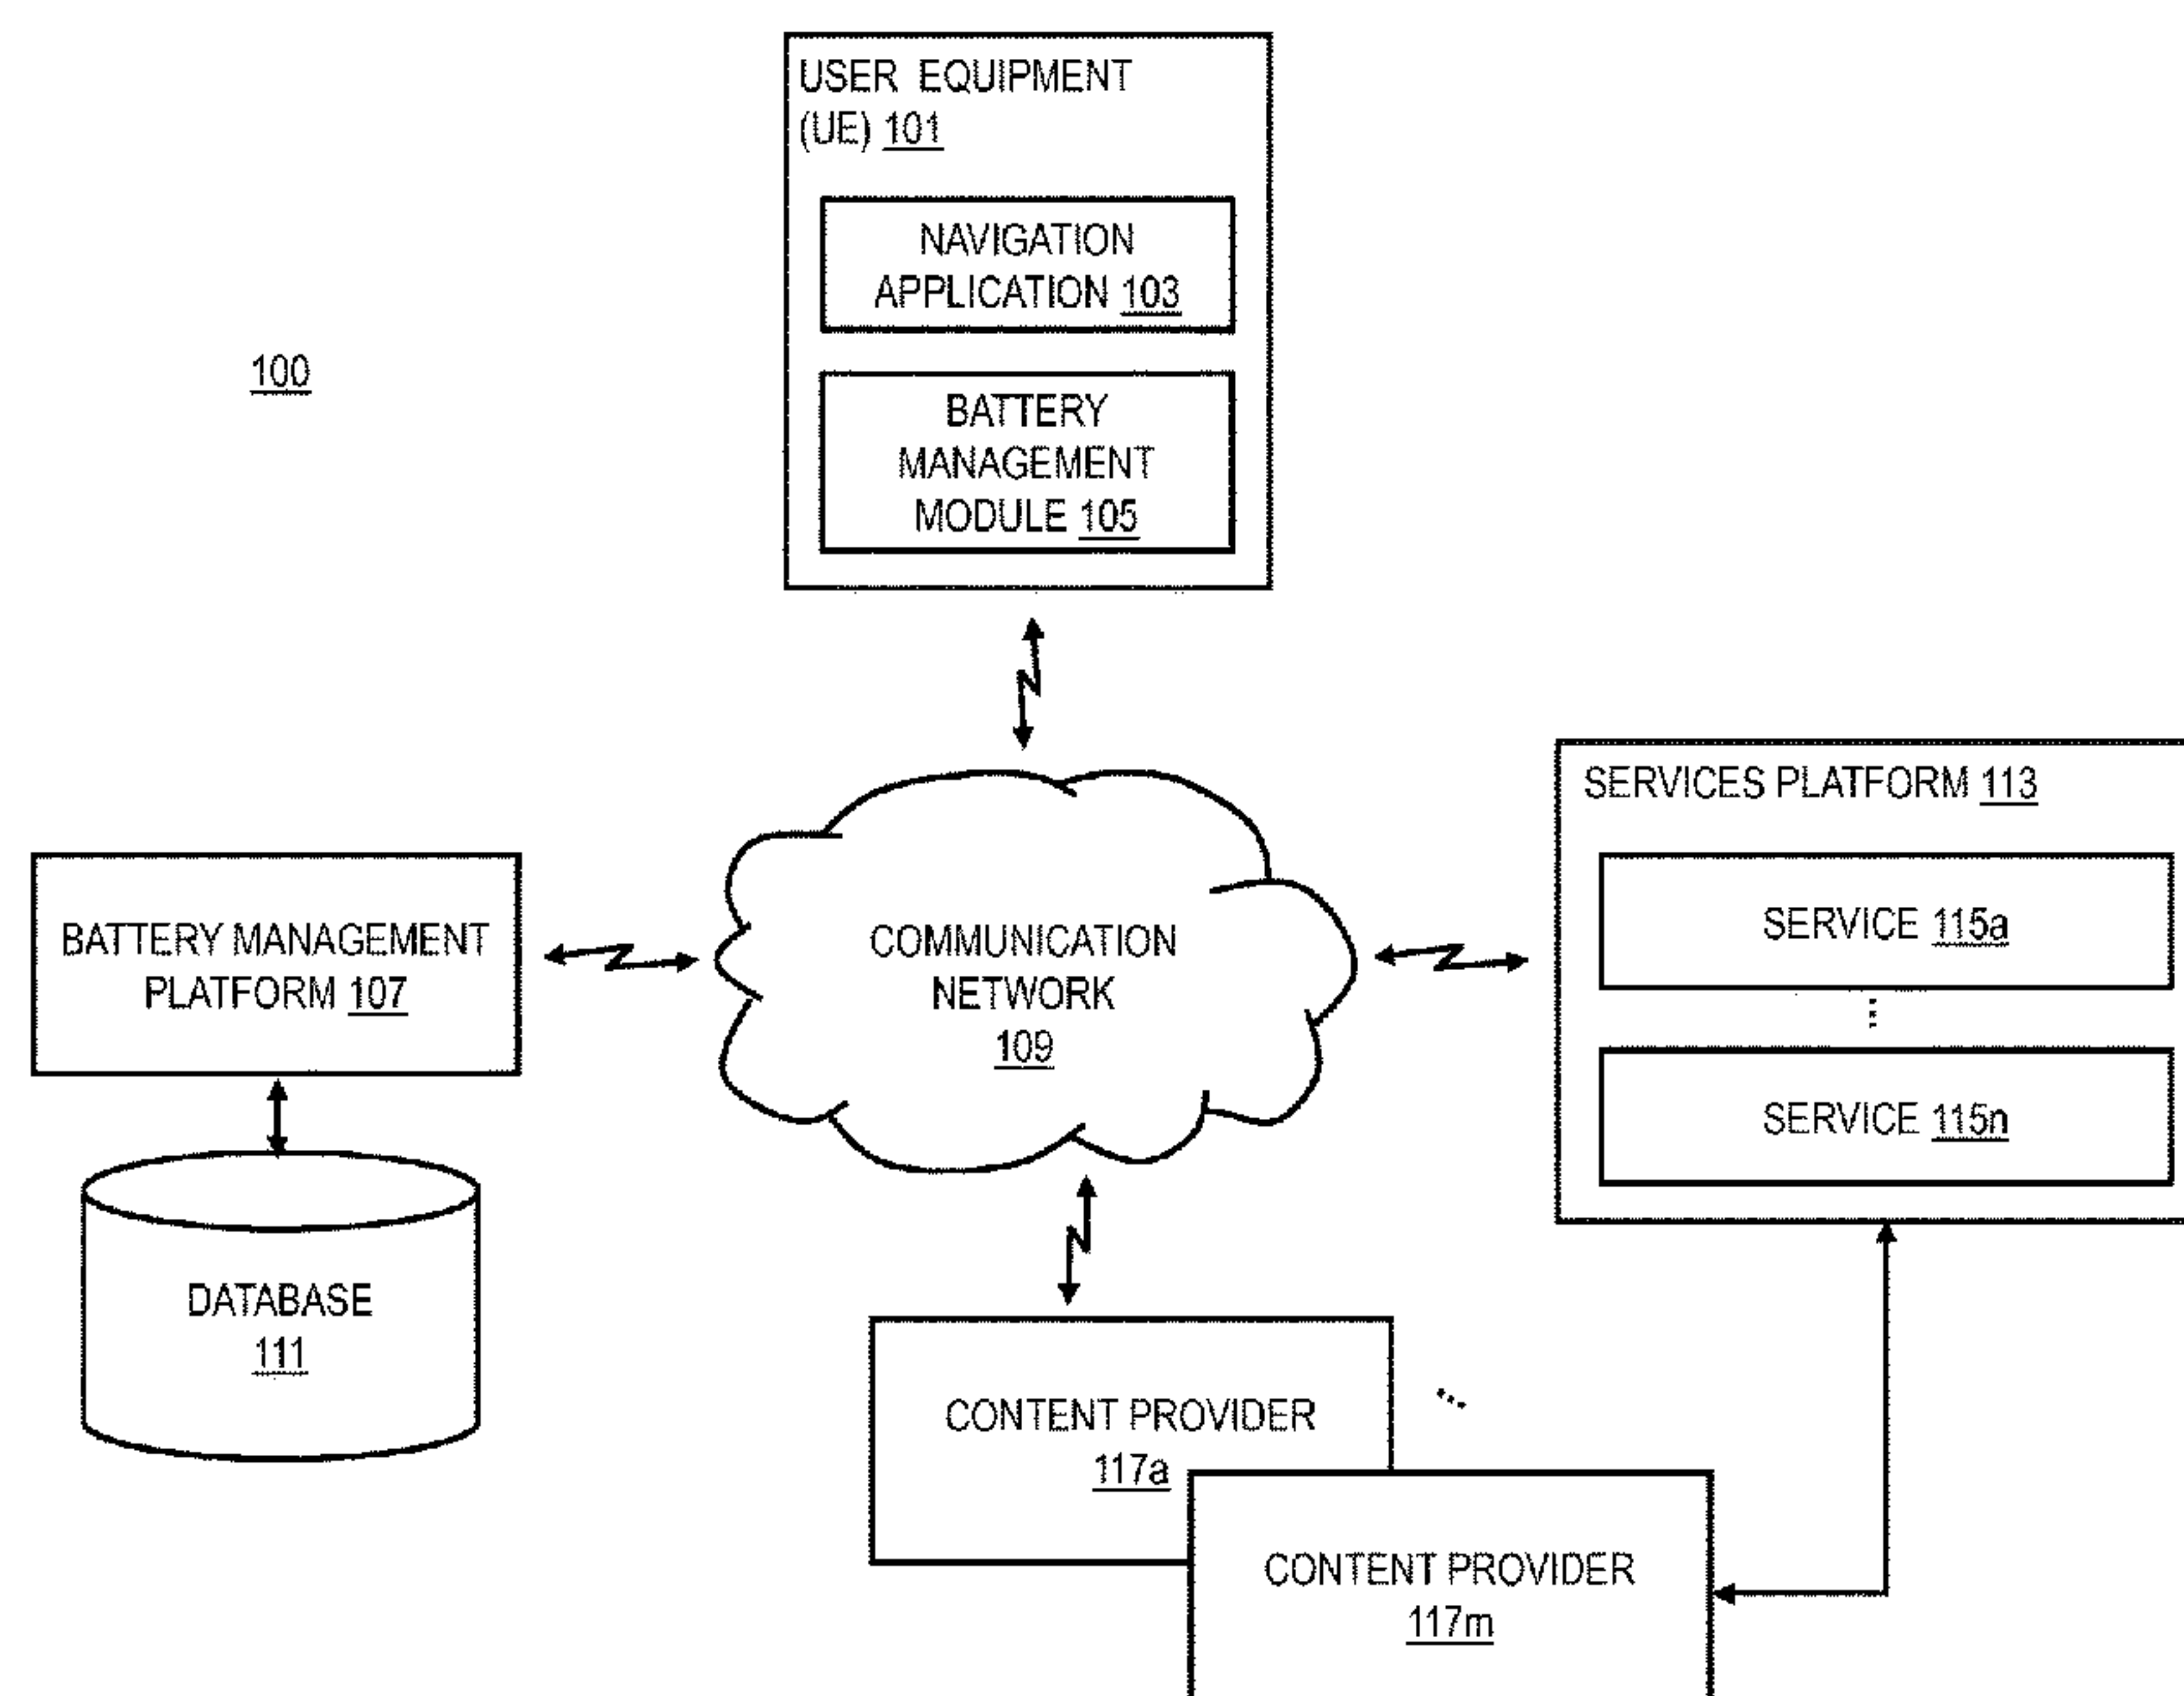 USER EQUIPMENT
(UE) 101
NAVIGATION
APPLICATION 103
100
BATTERY
MANAGEMENT
MODULE 105
SERVICES PLATFORM 113
BATTERY MANAGEMENT
PLATFORM 107
COMMUNICATION
NETWORK
109
SERVICE 115a
SERVICE 115n
DATABASE
111
CONTENT PROVIDER
117a
CONTENT PROVIDER
117m